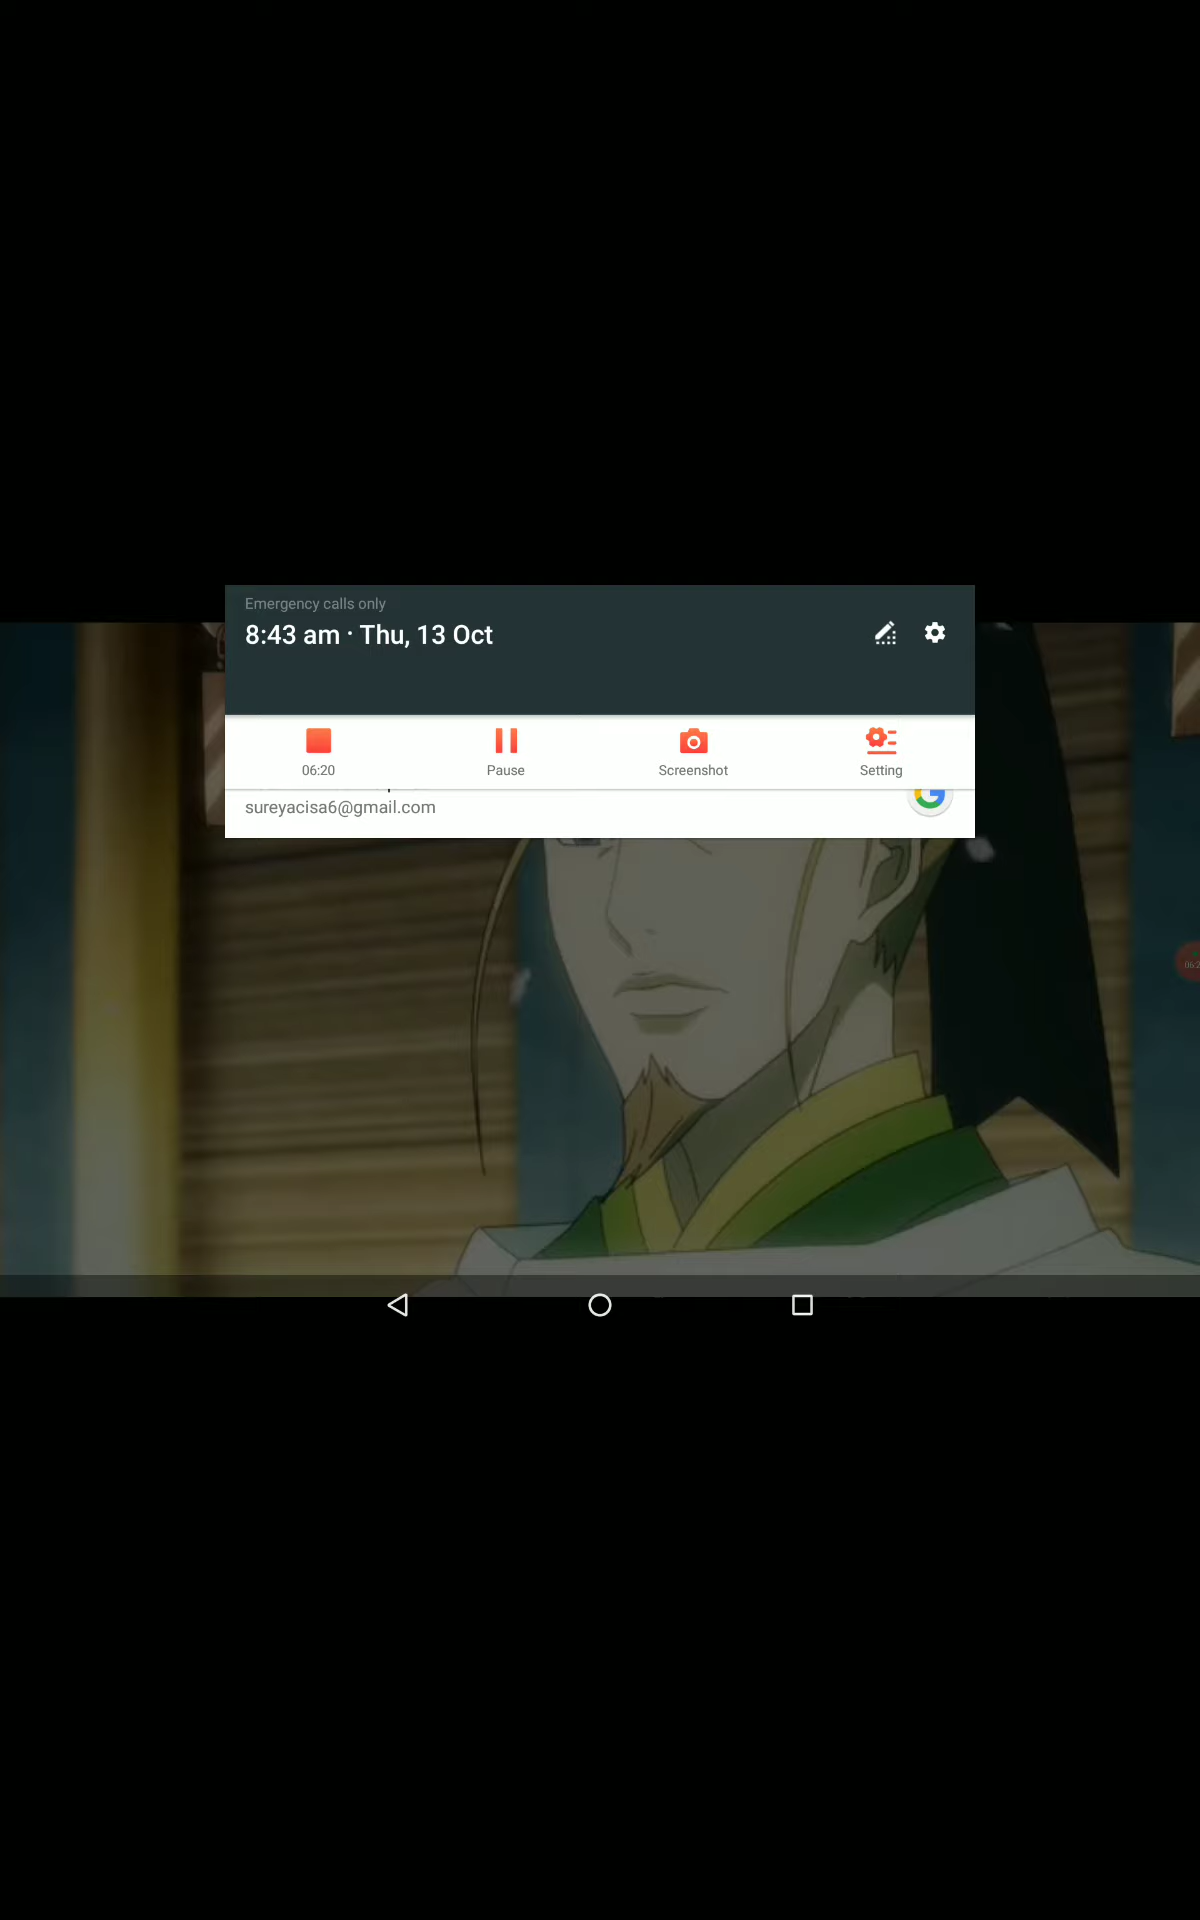 Emergency calls only
8:43 am · Thu, 13 Oct
06:20
Pause
Screenshot
Setting
sureyacisa6@gmail.com